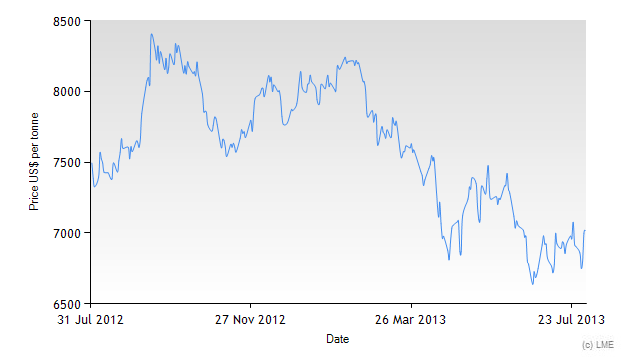 8500
8000
7500
7000
6500
Price US$ per tonne
31 Jul 2012
27 Nov 2012
26 Mar 2013
23 Jul 2013
Date
(c) LME